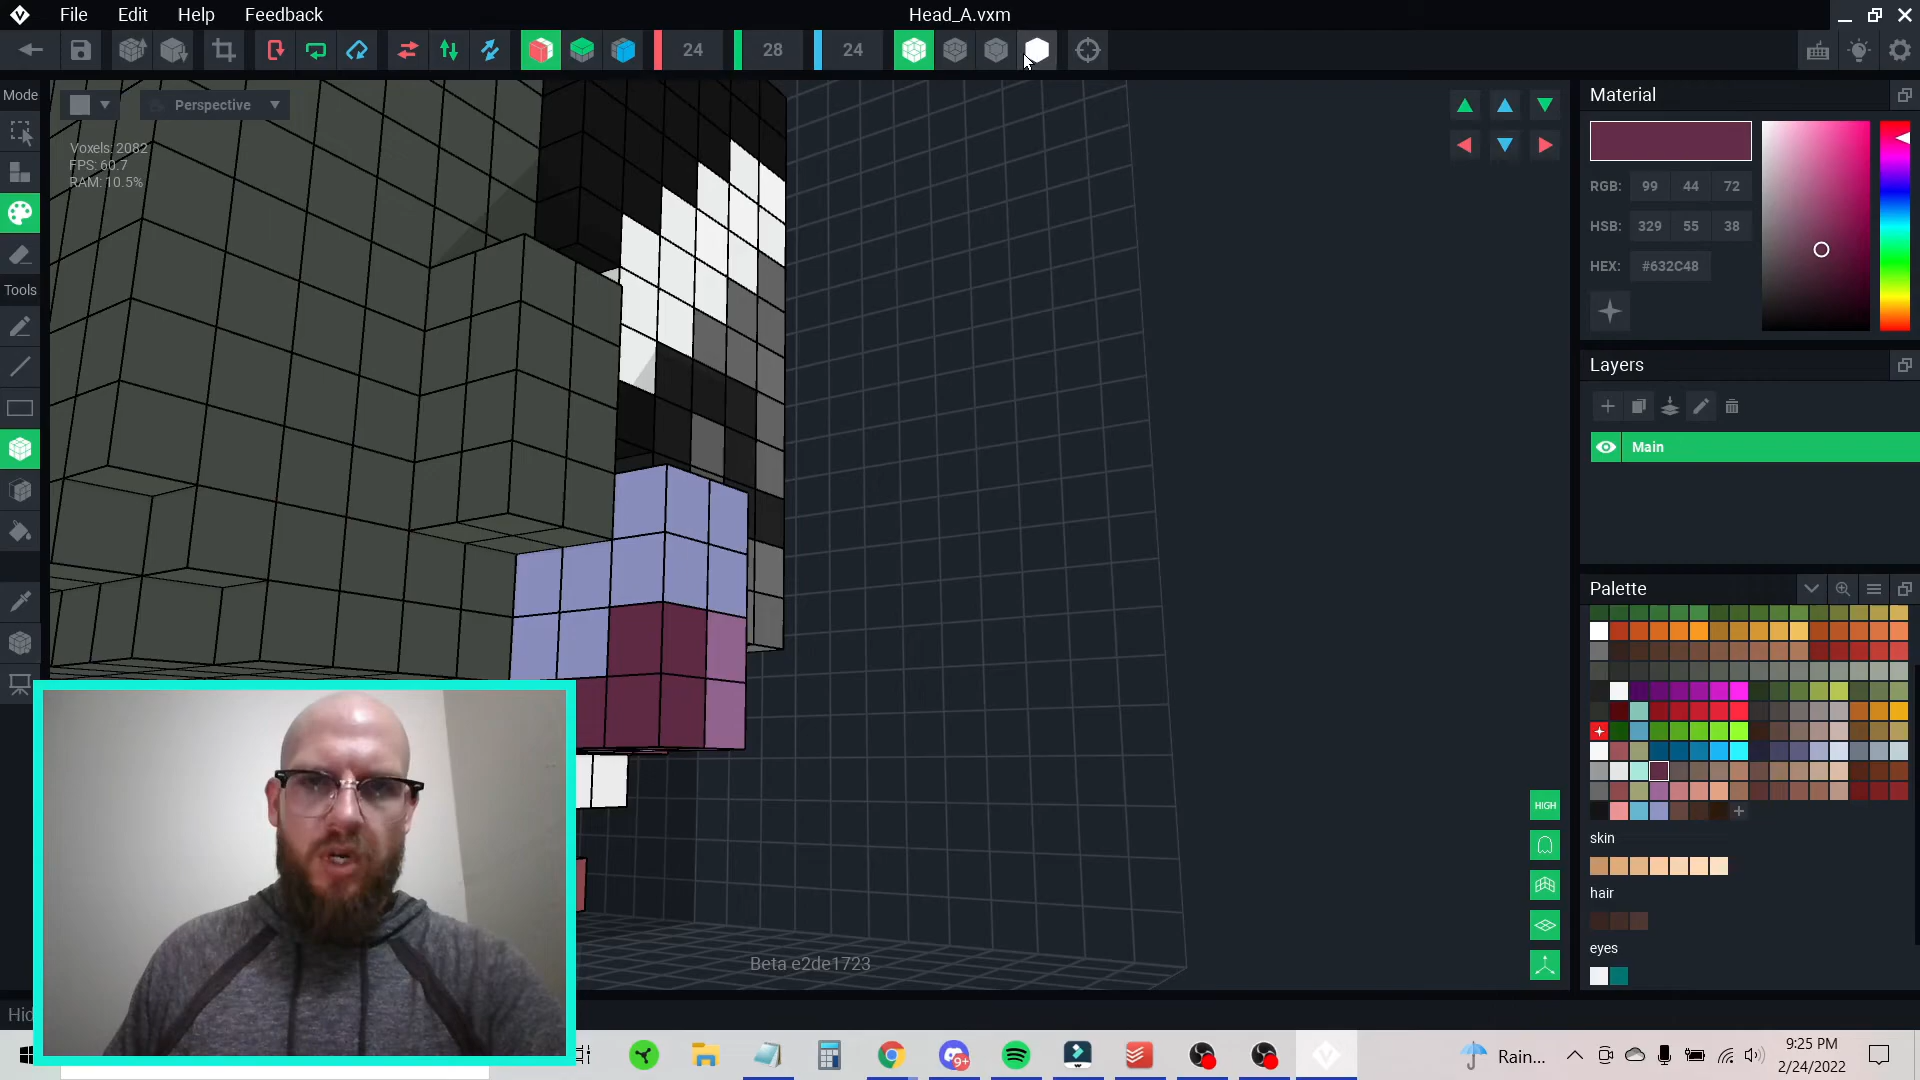 File Edit Help Feedback
Head_A.vxm
24 28 24
Mode
Perspective
Voxels: 2082
FPS: 60.7
RAM: 10.5%
Tools
Material
RGB: 99 44 72
HSB: 329 55 38
HEX: #632C48
Layers
Main
Palette
skin
hair
eyes
HIGH
Beta e2de1723
Hid
9+
Rain...
9:25 PM
2/24/2022